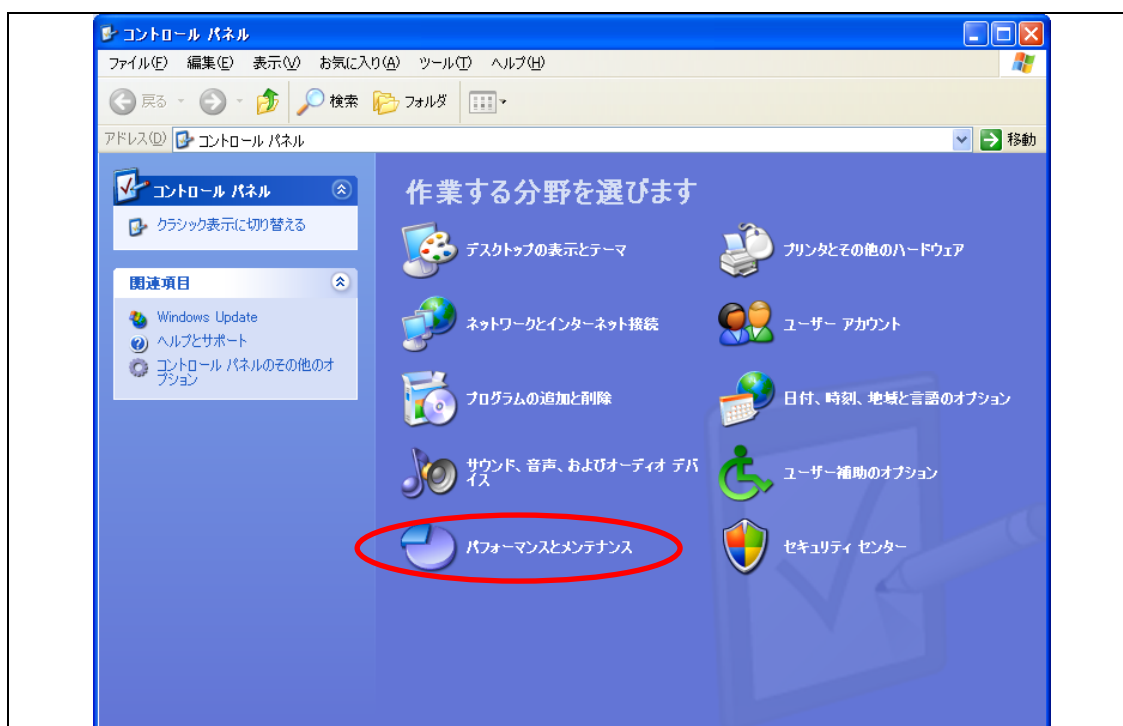 コントロール パネル
ファイル(F) 編集(E) 表示(V) お気に入り(A) ツール(T) ヘルプ(H)
戻る 検索 フォルダ
アドレス(D) コントロール パネル 移動
コントロール パネル
クラシック表示に切り替える
関連項目
Windows Update
ヘルプとサポート
コントロール パネルのその他のオ
プション
作業する分野を選びます
デスクトップの表示とテーマ
プリンタとその他のハードウェア
ネットワークとインターネット接続
ユーザー アカウント
プログラムの追加と削除
日付、時刻、地域と言語のオプション
サウンド、音声、およびオーディオ デバ
イス
ユーザー補助のオプション
パフォーマンスとメンテナンス
セキュリティ センター